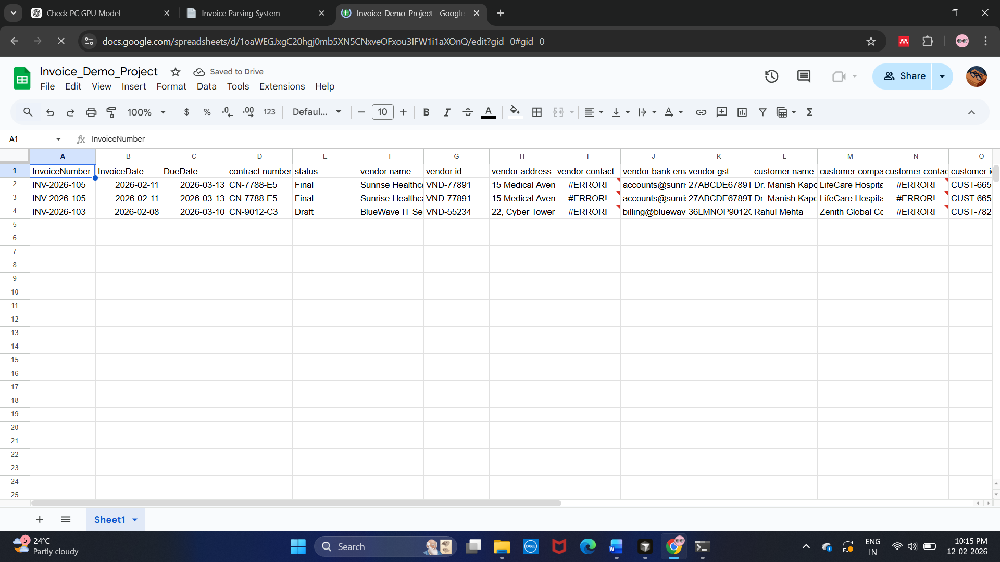 Check PC GPU Model
Invoice Parsing System
Invoice_Demo_Project - Google
docs.google.com/spreadsheets/d/1oaWEGJxgC20hgj0mb5XN5CNxveOFxou3IFW1i1aXOnQ/edit?gid=0#gid=0
Invoice_Demo_Project
Saved to Drive
File Edit View Insert Format Data Tools Extensions Help
Share
100% $ % .0 .00 123 Defaul... 10 B I A
A1 InvoiceNumber
A B C D E F G H I J K L M N O
1 InvoiceNumber InvoiceDate DueDate contract number status vendor name vendor id vendor address vendor contact vendor bank ema vendor gst customer name customer compa customer contac customer i
2 INV-2026-105 2026-02-11 2026-03-13 CN-7788-E5 Final Sunrise Healthca VND-77891 15 Medical Aven #ERROR! accounts@sunri 27ABCDE6789T Dr. Manish Kapo LifeCare Hospita #ERROR! CUST-665
3 INV-2026-105 2026-02-11 2026-03-13 CN-7788-E5 Final Sunrise Healthca VND-77891 15 Medical Aven #ERROR! accounts@sunri 27ABCDE6789T Dr. Manish Kapo LifeCare Hospita #ERROR! CUST-665
4 INV-2026-103 2026-02-08 2026-03-10 CN-9012-C3 Draft BlueWave IT Se VND-55234 22, Cyber Tower #ERROR! billing@bluewav 36LMNOP9012 Rahul Mehta Zenith Global Co #ERROR! CUST-782
5
6
7
8
9
10
11
12
13
14
15
16
17
18
19
20
21
22
23
24
25
Sheet1
5
24°C
Partly cloudy
Search
DELL
W
ENG
IN
10:15 PM
12-02-2026